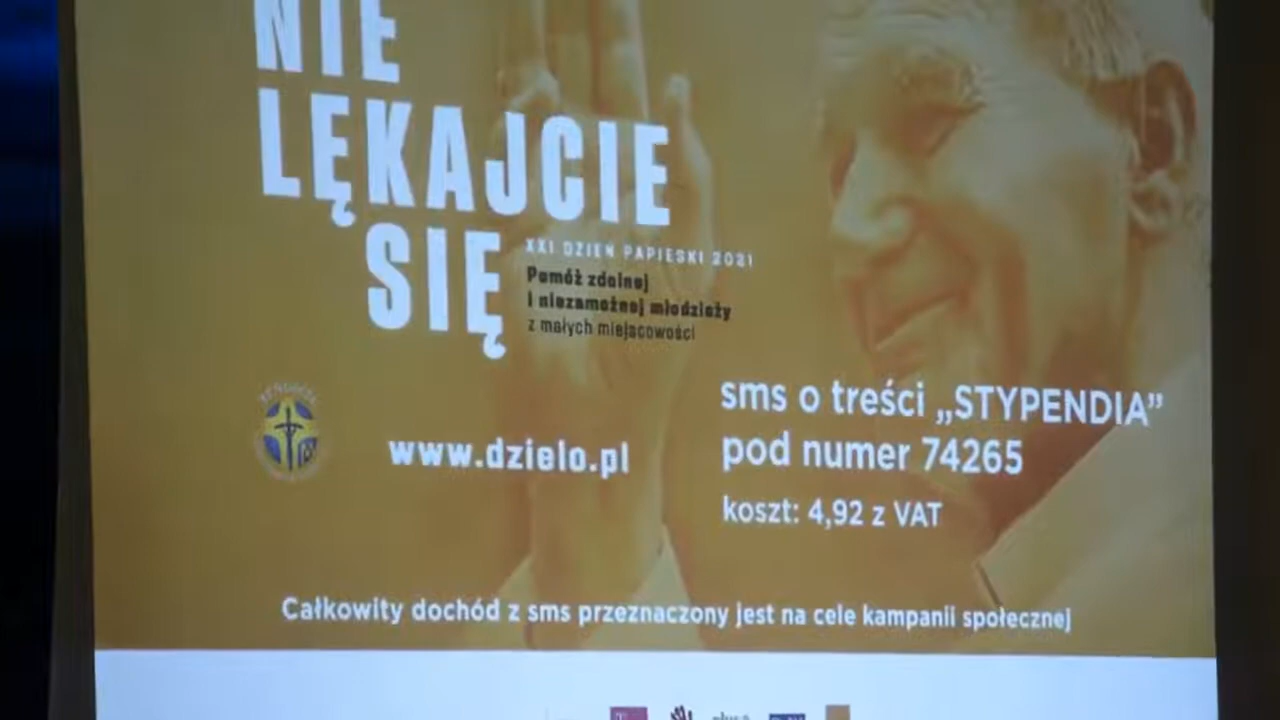 NIE
LĘKAJCIE
SIĘ
XXI DZIEŃ PAPIESKI 2021
Pomóż zdolnej
i niezamożnej młodzieży
z małych miejscowości
www.dzielo.pl
sms o treści „STYPENDIA”
pod numer 74265
koszt: 4,92 z VAT
Całkowity dochód z sms przeznaczony jest na cele kampanii społecznej